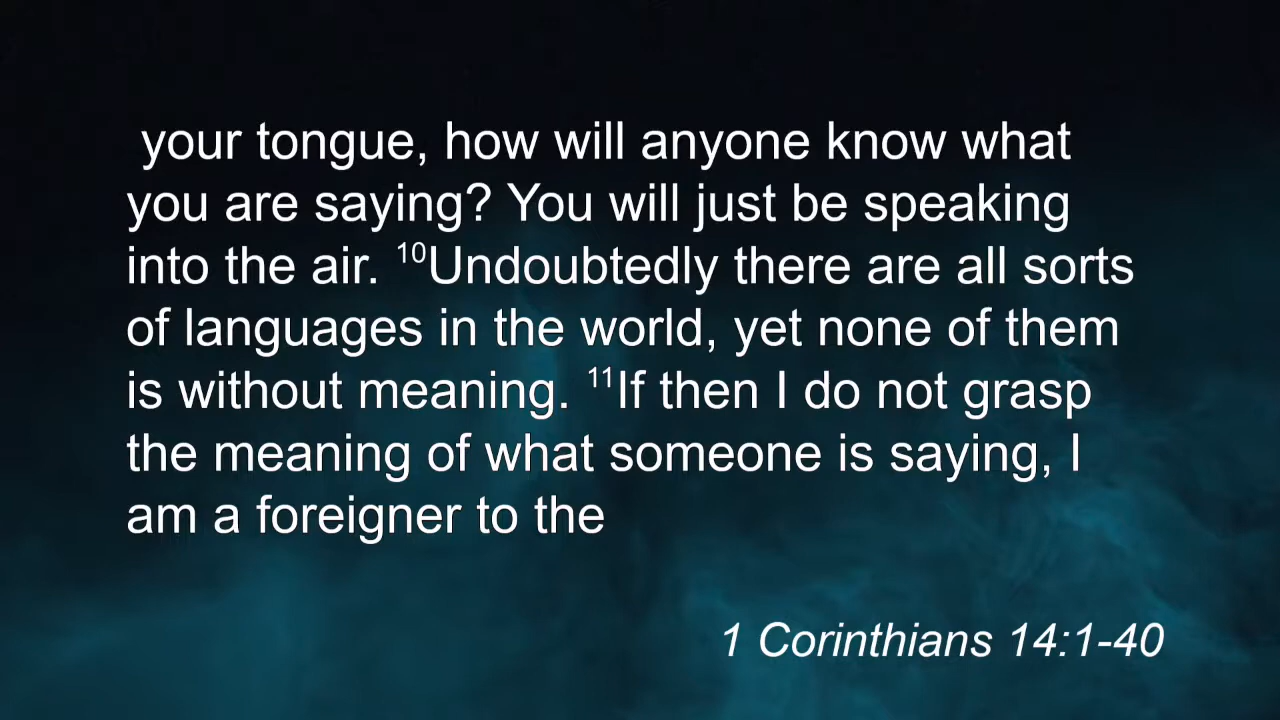 your tongue, how will anyone know what
you are saying? You will just be speaking
into the air. ¹⁰Undoubtedly there are all sorts
of languages in the world, yet none of them
is without meaning. ¹¹If then I do not grasp
the meaning of what someone is saying, I
am a foreigner to the
1 Corinthians 14:1-40